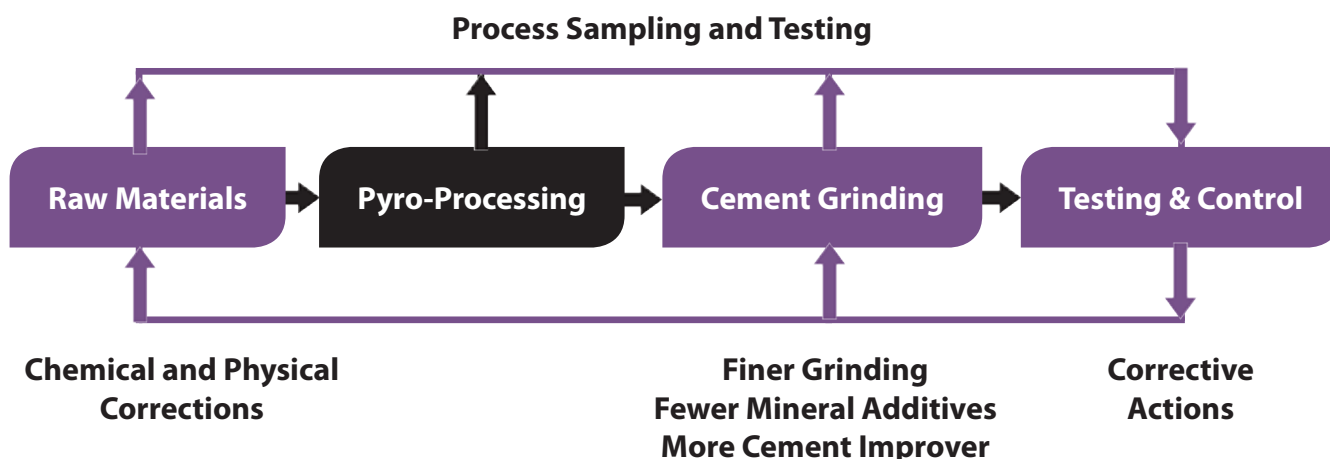 Process Sampling and Testing
Raw Materials
Pyro-Processing
Cement Grinding
Testing & Control
Chemical and Physical
Corrections
Finer Grinding
Fewer Mineral Additives
More Cement Improver
Corrective
Actions